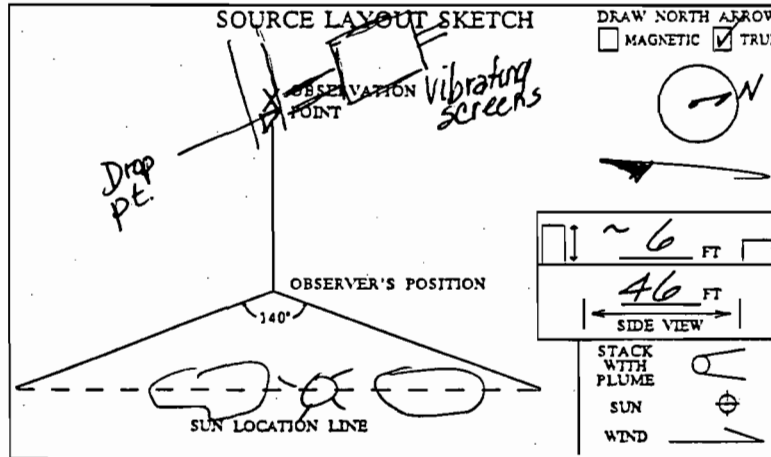 SOURCE LAYOUT SKETCH
DRAW NORTH ARROW
MAGNETIC TRU
N
OBSERVATION
POINT
Vibrating
screens
Drop
pt.
~ 6 FT
OBSERVER'S POSITION
46 FT
140°
SIDE VIEW
STACK
WITH
PLUME
SUN
SUN LOCATION LINE
WIND